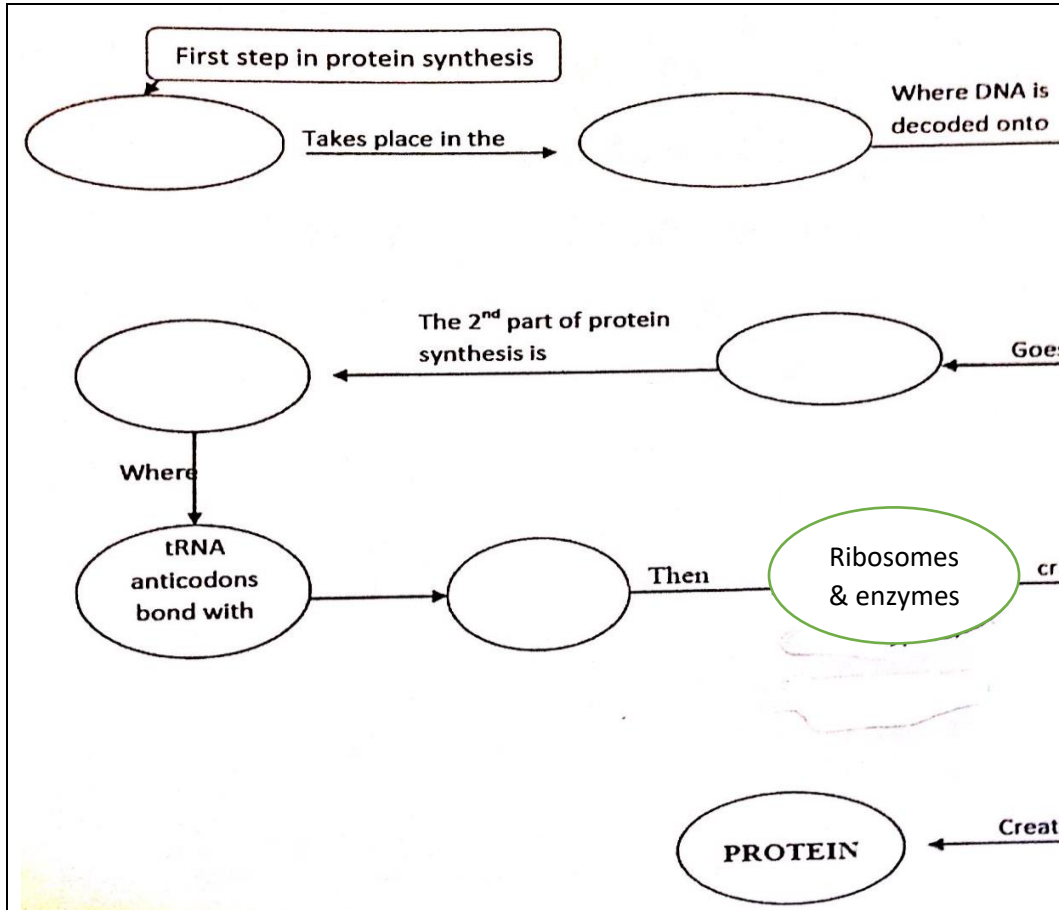 First step in protein synthesis
Takes place in the
Where DNA is
decoded onto
The 2nd part of protein
synthesis is
Goes
Where
tRNA
anticodons
bond with
Then
Ribosomes
& enzymes
cr
PROTEIN
Creat